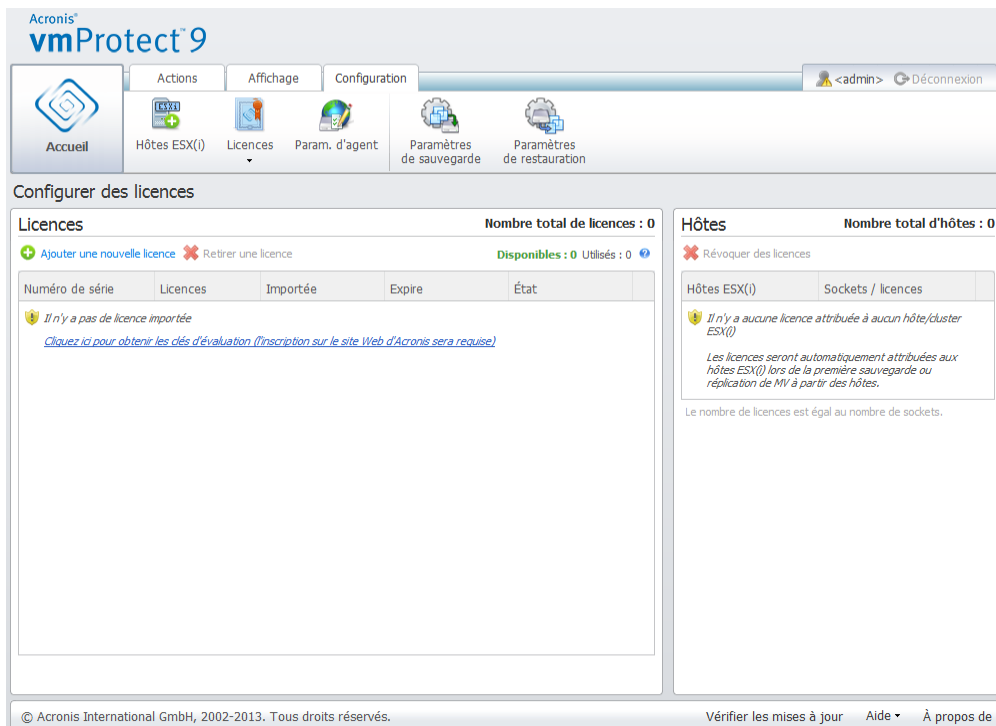 Acronis®
vmProtect™ 9
Actions
Affichage
Configuration
<admin>
Déconnexion
Accueil
Hôtes ESX(i)
Licences
Param. d'agent
Paramètres
de sauvegarde
Paramètres
de restauration
Configurer des licences
Licences
Nombre total de licences : 0
Ajouter une nouvelle licence
Retirer une licence
Disponibles : 0 Utilisés : 0
Numéro de série
Licences
Importée
Expire
État
Il n'y a pas de licence importée
Cliquez ici pour obtenir les clés d'évaluation (l'inscription sur le site Web d'Acronis sera requise)
Hôtes
Nombre total d'hôtes : 0
Révoquer des licences
Hôtes ESX(i)
Sockets / licences
Il n'y a aucune licence attribuée à aucun hôte/cluster
ESX(i)
Les licences seront automatiquement attribuées aux
hôtes ESX(i) lors de la première sauvegarde ou
réplication de MV à partir des hôtes.
Le nombre de licences est égal au nombre de sockets.
© Acronis International GmbH, 2002-2013. Tous droits réservés.
Vérifier les mises à jour
Aide
À propos de